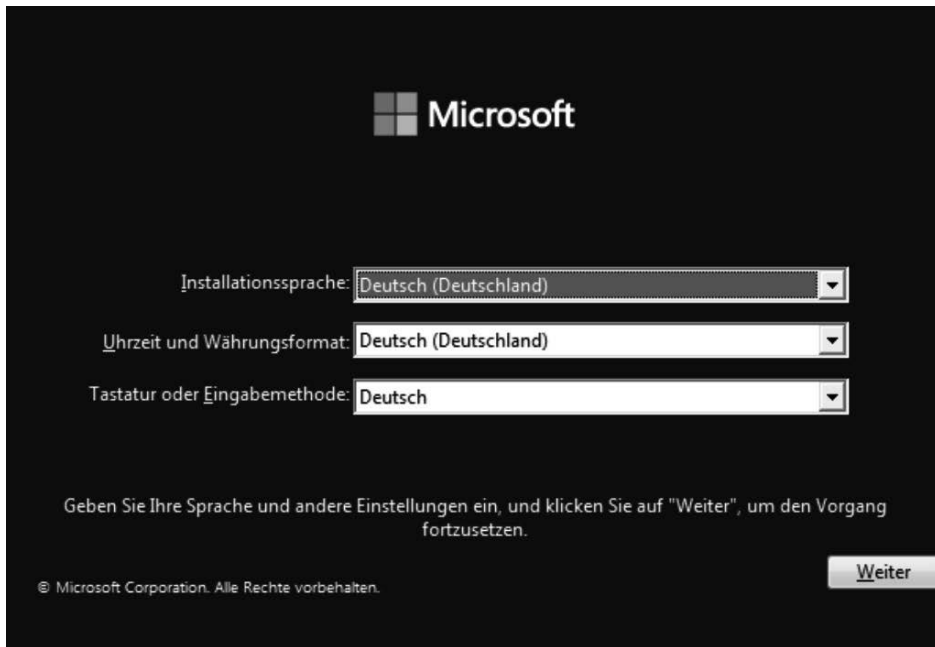 Microsoft
Installationssprache: Deutsch (Deutschland)
Uhrzeit und Währungsformat: Deutsch (Deutschland)
Tastatur oder Eingabemethode: Deutsch
Geben Sie Ihre Sprache und andere Einstellungen ein, und klicken Sie auf "Weiter", um den Vorgang
fortzusetzen.
Weiter
© Microsoft Corporation. Alle Rechte vorbehalten.